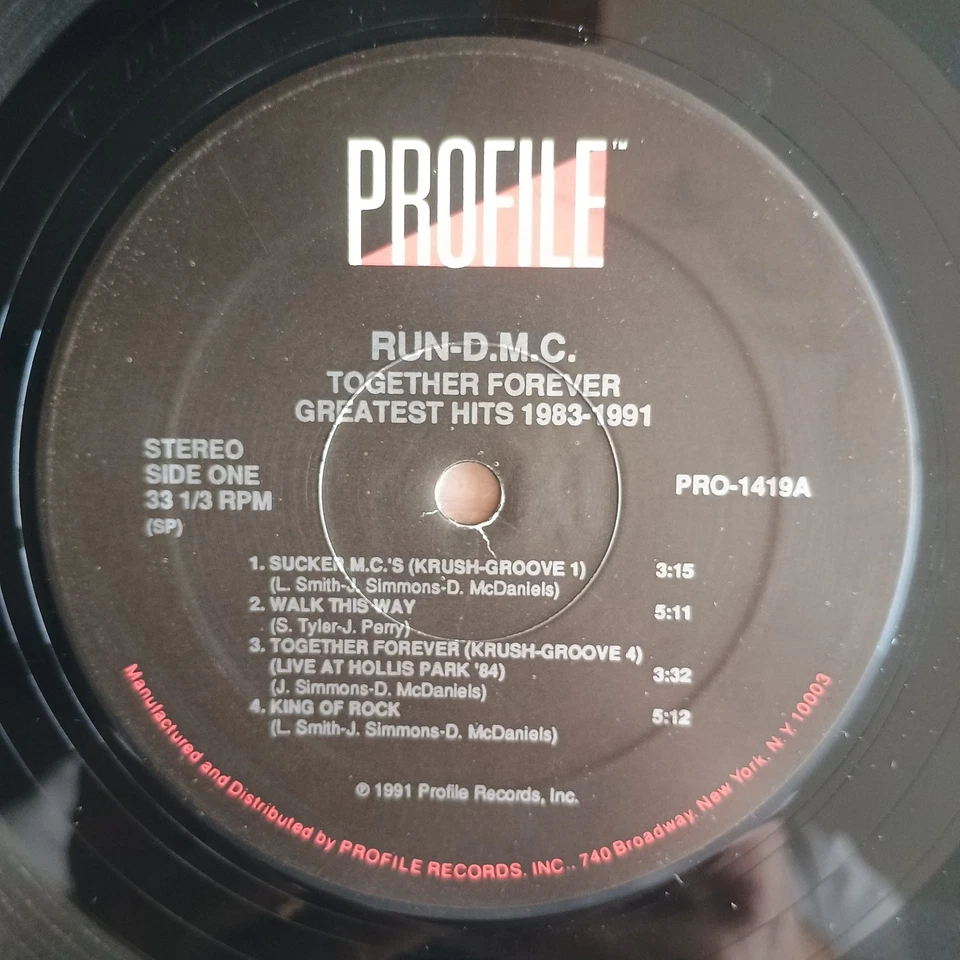 PROFILE™
RUN-D.M.C.
TOGETHER FOREVER
GREATEST HITS 1983-1991
STEREO
SIDE ONE
33 1/3 RPM
(SP)
PRO-1419A
1. SUCKER M.C.'S (KRUSH-GROOVE 1) 3:15
(L. Smith-J. Simmons-D. McDaniels)
2. WALK THIS WAY 5:11
(S. Tyler-J. Perry)
3. TOGETHER FOREVER (KRUSH-GROOVE 4)
(LIVE AT HOLLIS PARK '84) 3:32
(J. Simmons-D. McDaniels)
4. KING OF ROCK 5:12
(L. Smith-J. Simmons-D. McDaniels)
℗ 1991 Profile Records, Inc.
Manufactured and Distributed by PROFILE RECORDS, INC.. 740 Broadway, New York, N.Y. 10003